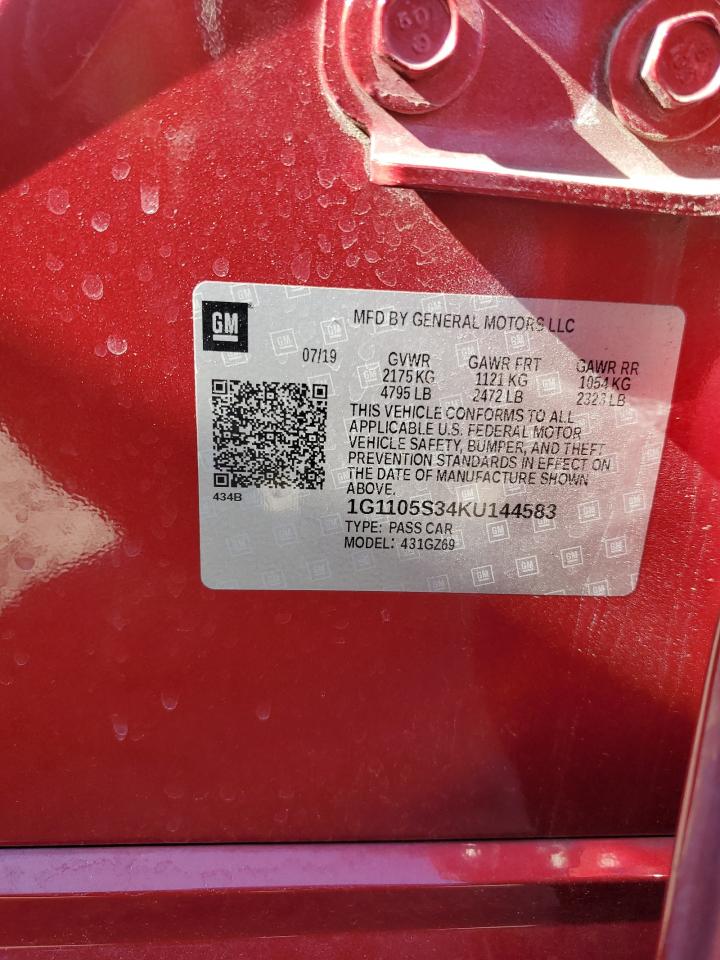 GM
MFD BY GENERAL MOTORS LLC
07/19 GVWR GAWR FRT GAWR RR
2175 KG 1121 KG 1054 KG
4795 LB 2472 LB 2323 LB
THIS VEHICLE CONFORMS TO ALL
APPLICABLE U.S. FEDERAL MOTOR
VEHICLE SAFETY, BUMPER, AND THEFT
PREVENTION STANDARDS IN EFFECT ON
THE DATE OF MANUFACTURE SHOWN
ABOVE.
434B
1G1105S34KU144583
TYPE: PASS CAR
MODEL: 431GZ69